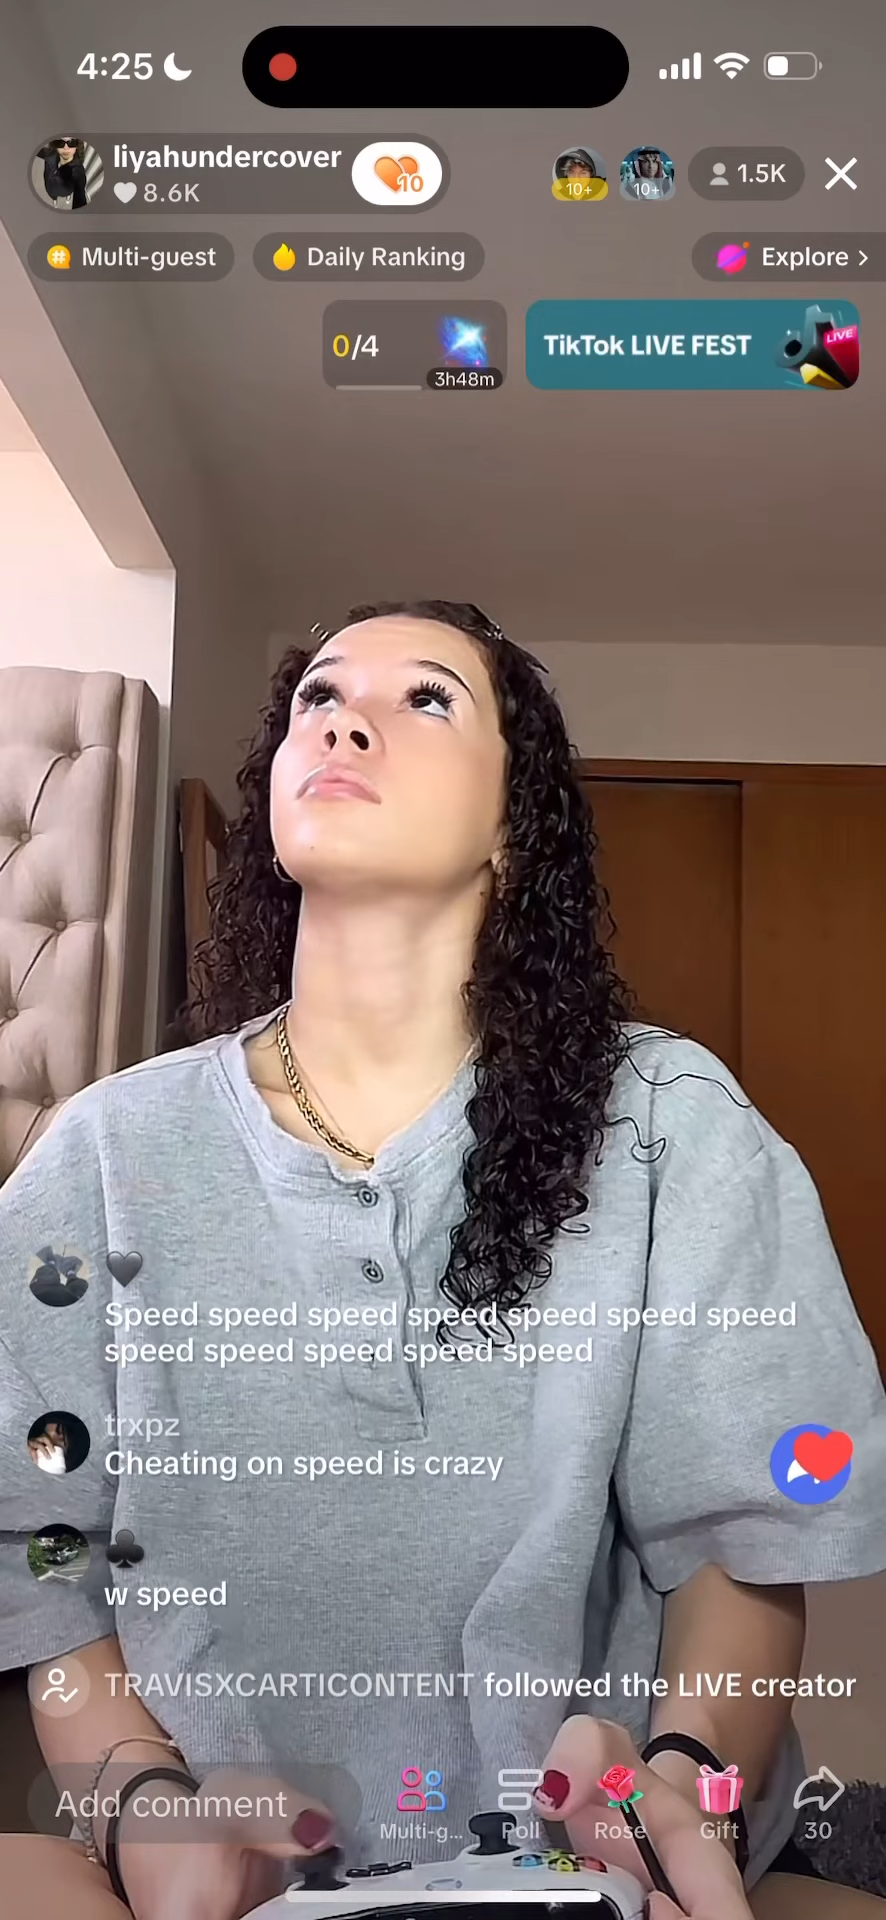 4:25
liyahundercover
8.6K
10
10+
10+
1.5K
Multi-guest
Daily Ranking
Explore >
0/4
3h48m
TikTok LIVE FEST
LIVE
Speed speed speed speed speed speed speed
speed speed speed speed speed
trxpz
Cheating on speed is crazy
w speed
TRAVISXCARTICONTENT followed the LIVE creator
Add comment
Multi-g...
Poll
Rose
Gift
30